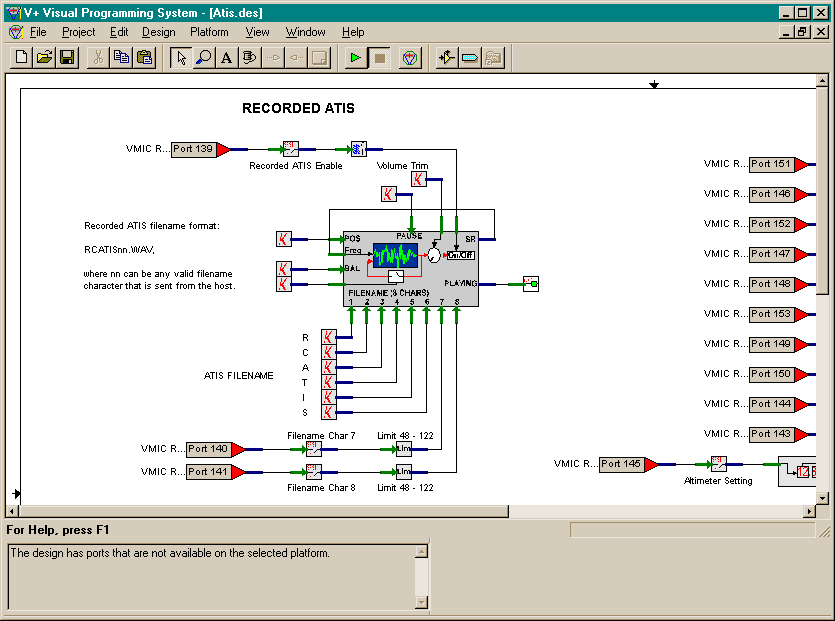 V+ Visual Programming System - [Atis.des]
File Project Edit Design Platform View Window Help
A
RECORDED ATIS
VMIC R... Port 139
Recorded ATIS Enable
Volume Trim
K
K
Recorded ATIS filename format:
RCATISnn.WAV,
where nn can be any valid filename
character that is sent from the host.
K
K
K
PAUSE
POS
SR
Freq
On/Off
BAL
PLAYING
FILENAME (8 CHARS)
1 2 3 4 5 6 7 8
ATIS FILENAME
R K
C K
A K
T K
I K
S K
Filename Char 7
Limit 48 - 122
VMIC R... Port 140
Lim
VMIC R... Port 141
Lim
Filename Char 8
Limit 48 - 122
VMIC R... Port 151
VMIC R... Port 146
VMIC R... Port 152
VMIC R... Port 147
VMIC R... Port 148
VMIC R... Port 153
VMIC R... Port 149
VMIC R... Port 150
VMIC R... Port 144
VMIC R... Port 143
VMIC R... Port 145
Altimeter Setting
For Help, press F1
The design has ports that are not available on the selected platform.